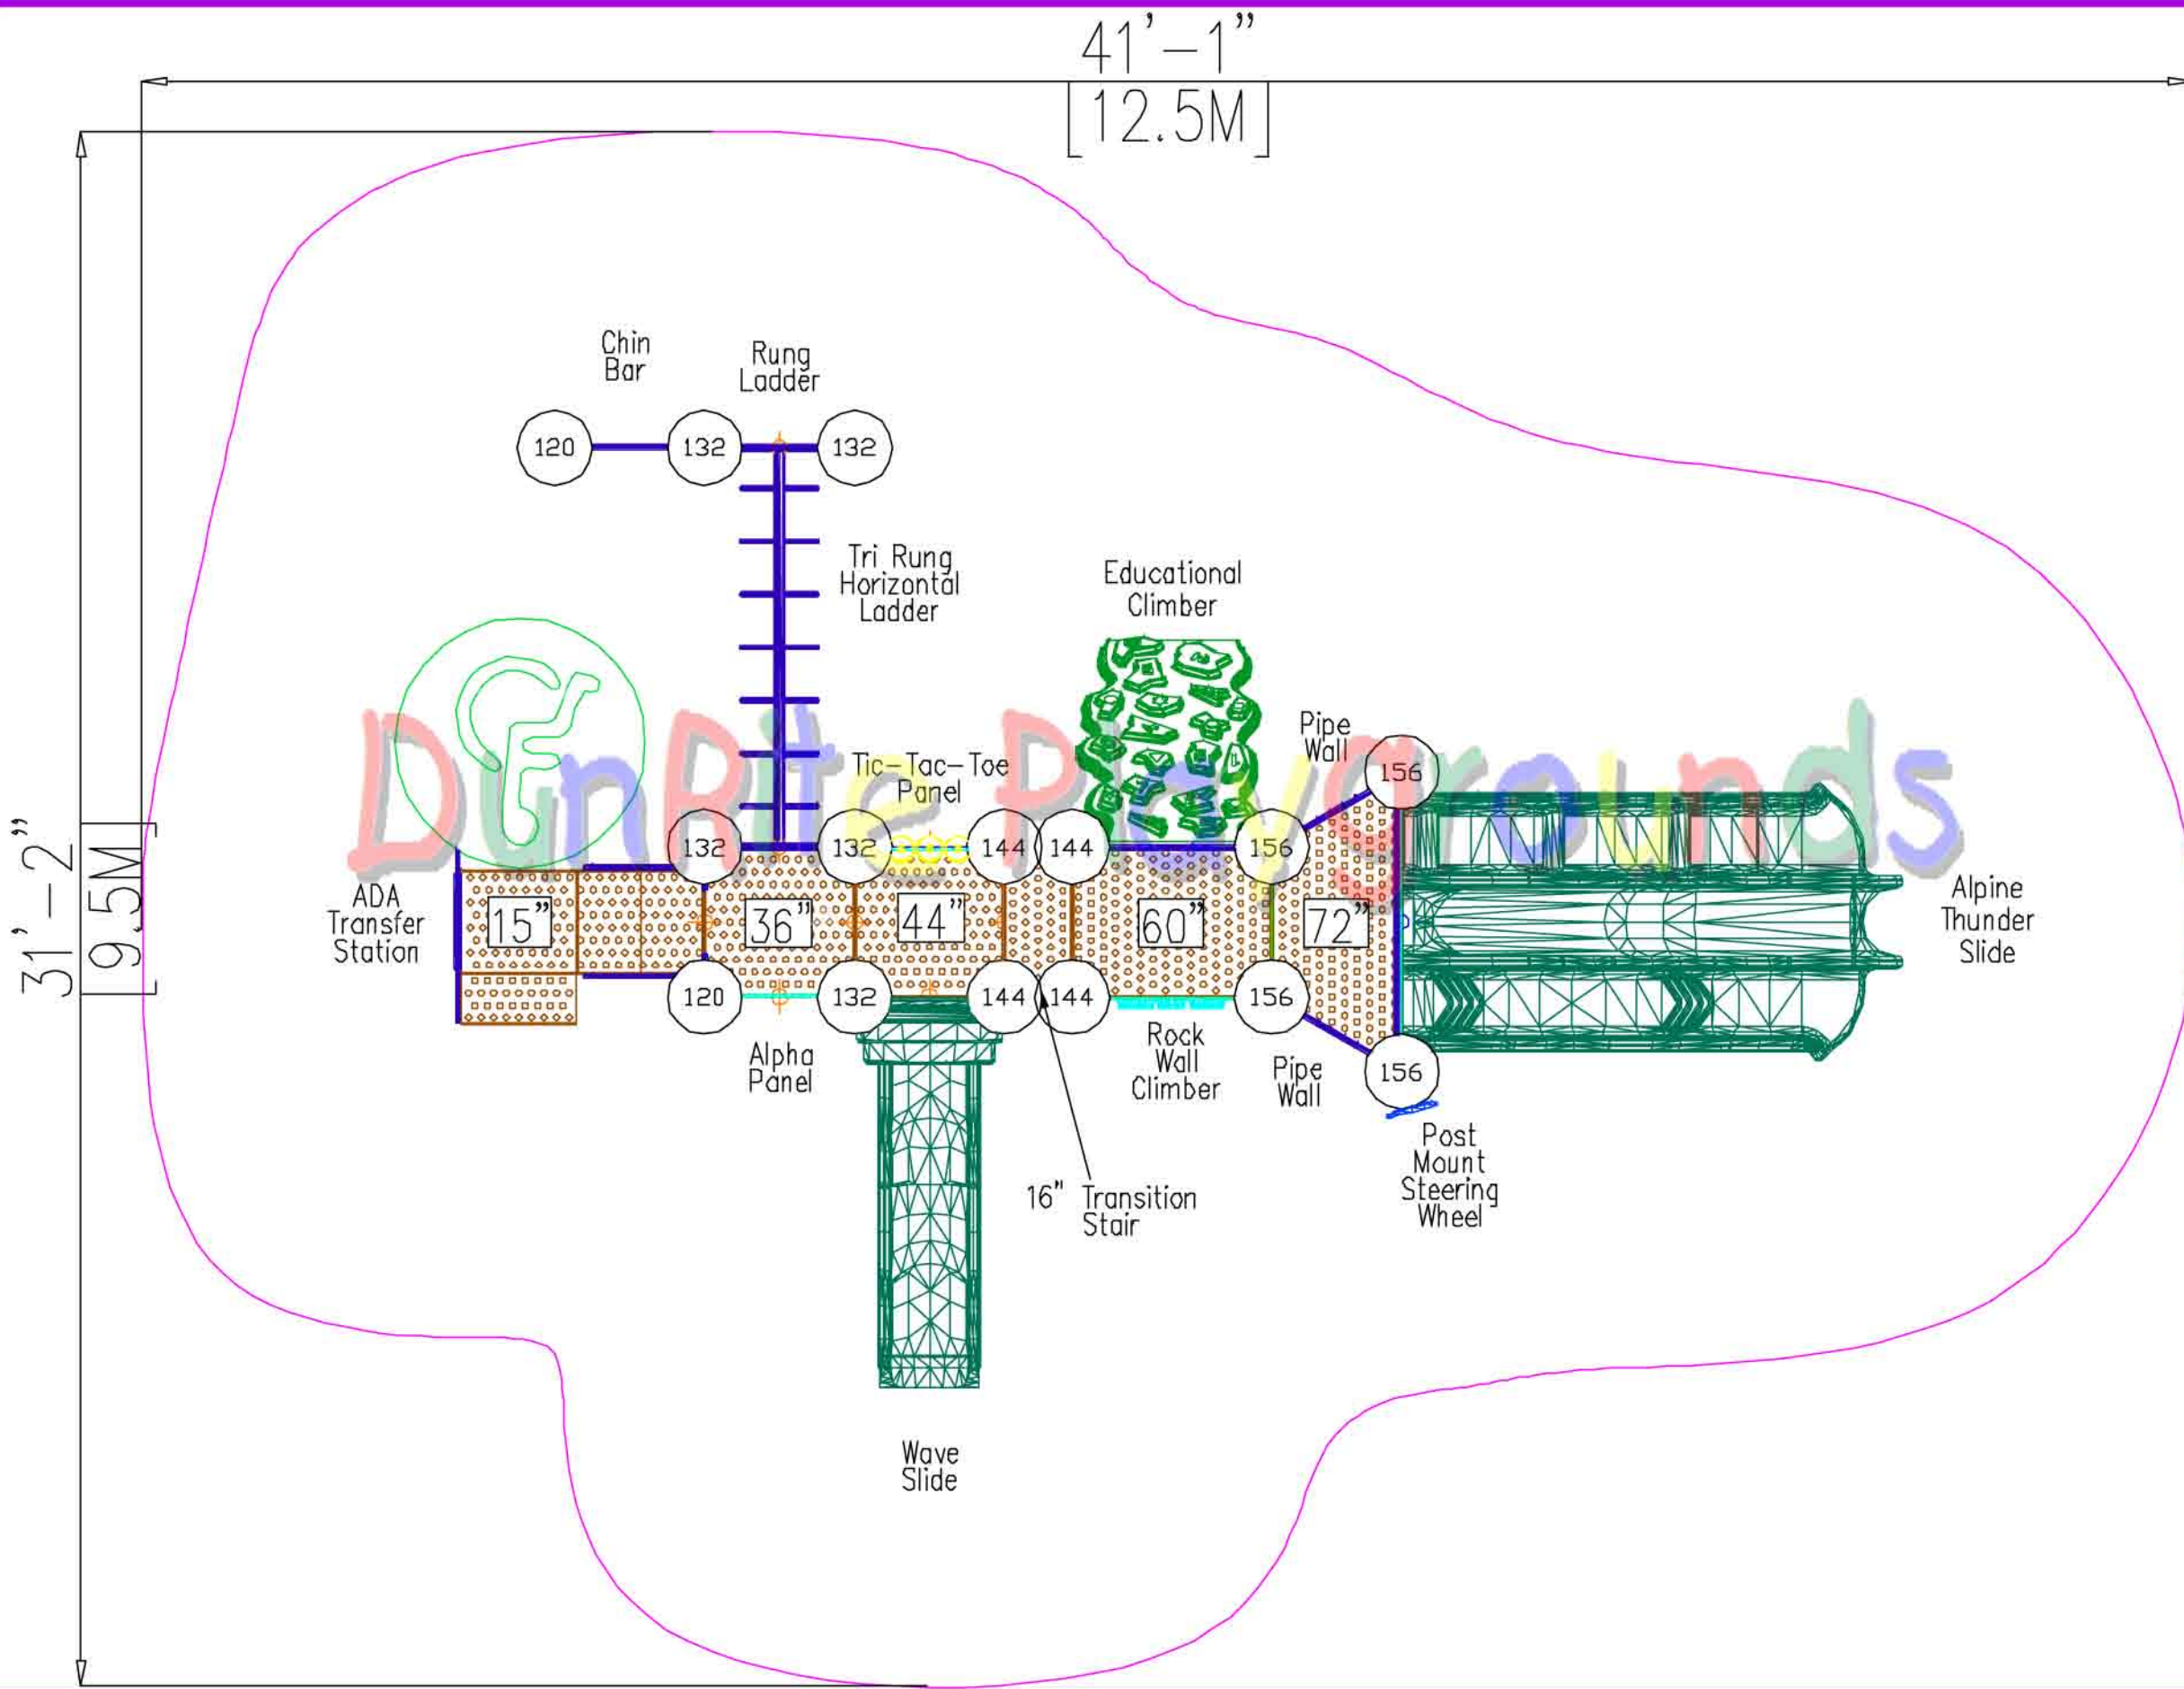 41'-1"
[12.5M]
31'-2"
9.5M
Chin
Bar
Rung
Ladder
120
132
132
Tri Rung
Horizontal
Ladder
Educational
Climber
DunRite Playgrounds
Tic-Tac-Toe
Panel
Pipe
Wall
156
132
132
144
144
156
ADA
Transfer
Station
15"
36"
44"
60"
72"
Alpine
Thunder
Slide
120
132
144
144
156
Alpha
Panel
Rock
Wall
Climber
Pipe
Wall
156
Post
Mount
Steering
Wheel
16" Transition
Stair
Wave
Slide